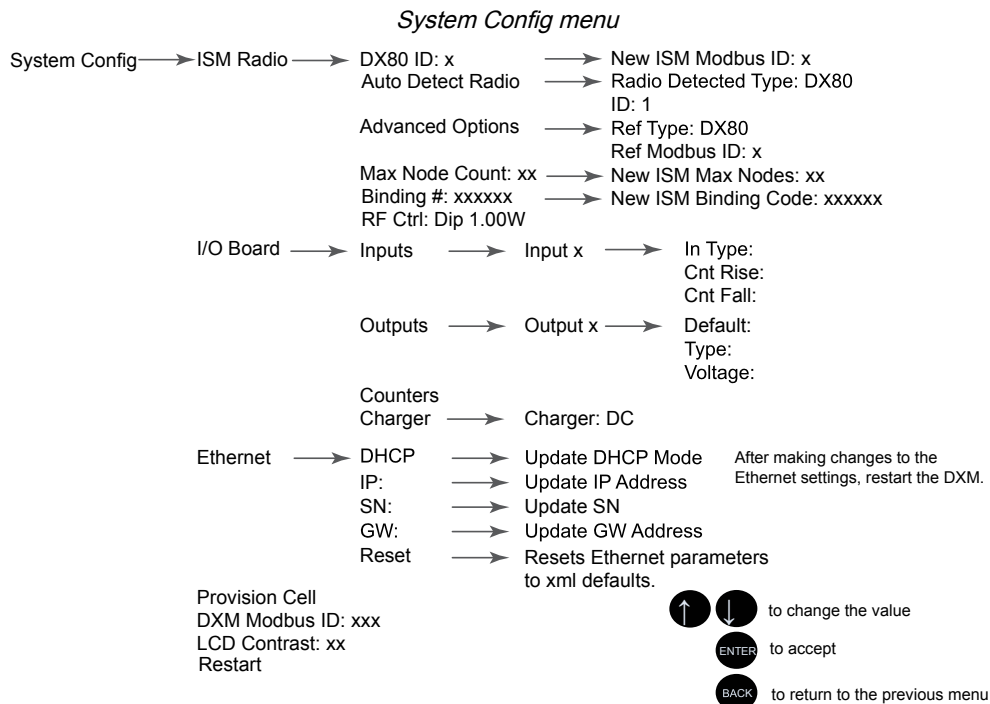 System Config menu
System Config ISM Radio DX80 ID: x New ISM Modbus ID: x
Auto Detect Radio Radio Detected Type: DX80
ID: 1
Advanced Options Ref Type: DX80
Ref Modbus ID: x
Max Node Count: xx New ISM Max Nodes: xx
Binding #: xxxxxx New ISM Binding Code: xxxxxx
RF Ctrl: Dip 1.00W
I/O Board Inputs Input x In Type:
Cnt Rise:
Cnt Fall:
Outputs Output x Default:
Type:
Voltage:
Counters
Charger Charger: DC
Ethernet DHCP Update DHCP Mode After making changes to the
IP: Update IP Address Ethernet settings, restart the DXM.
SN: Update SN
GW: Update GW Address
Reset Resets Ethernet parameters
to xml defaults.
Provision Cell
DXM Modbus ID: xxx
LCD Contrast: xx
Restart
↑ ↓ to change the value
ENTER to accept
BACK to return to the previous menu